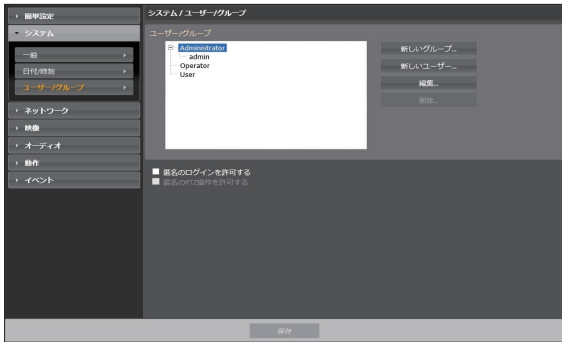 簡単設定
システム
一般
日付/時刻
ユーザー/グループ
ネットワーク
映像
オーディオ
動作
イベント
システム / ユーザー/グループ
ユーザー/グループ
Administrator
admin
Operator
User
新しいグループ...
新しいユーザー...
編集...
削除...
匿名のログインを許可する
匿名のPTZ操作を許可する
保存